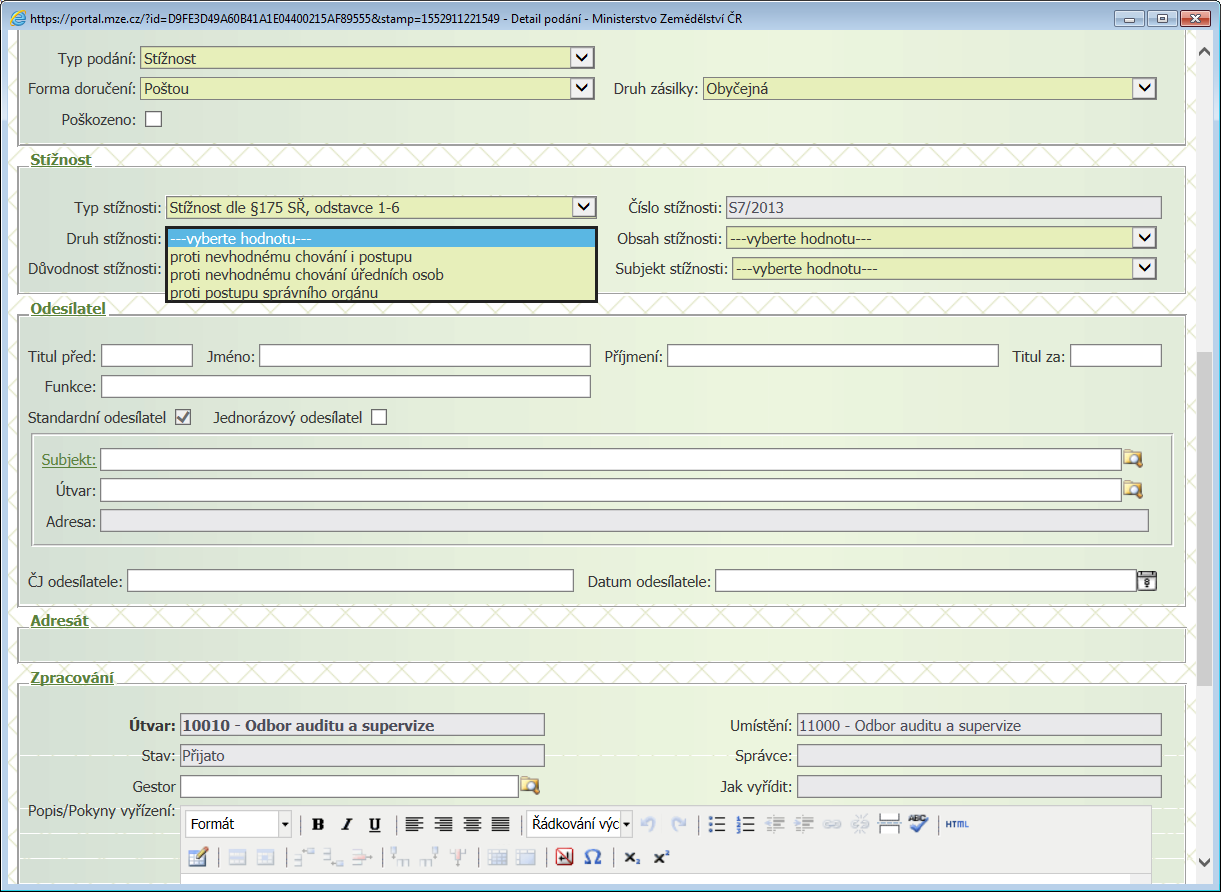 https://portal.mze.cz/?id=D9FE3D49A60B41A1E04400215AF89555&stamp=1552911221549 - Detail podání - Ministerstvo Zemědělství ČR
Typ podání: Stížnost
Forma doručení: Poštou Druh zásilky: Obyčejná
Poškozeno:
Stížnost
Typ stížnosti: Stížnost dle §175 SŘ, odstavce 1-6 Číslo stížnosti: S7/2013
Druh stížnosti: ---vyberte hodnotu--- Obsah stížnosti: ---vyberte hodnotu---
proti nevhodnému chování i postupu
Důvodnost stížnosti: proti nevhodnému chování úředních osob Subjekt stížnosti: ---vyberte hodnotu---
proti postupu správního orgánu
Odesílatel
Titul před: Jméno: Příjmení: Titul za:
Funkce:
Standardní odesílatel Jednorázový odesílatel
Subjekt:
Útvar:
Adresa:
ČJ odesílatele: Datum odesílatele:
Adresát
Zpracování
Útvar: 10010 - Odbor auditu a supervize Umístění: 11000 - Odbor auditu a supervize
Stav: Přijato Správce:
Gestor Jak vyřídit:
Popis/Pokyny vyřízení:
Formát B I U Řádkování výc ABC HTML
Ω x₂ x²